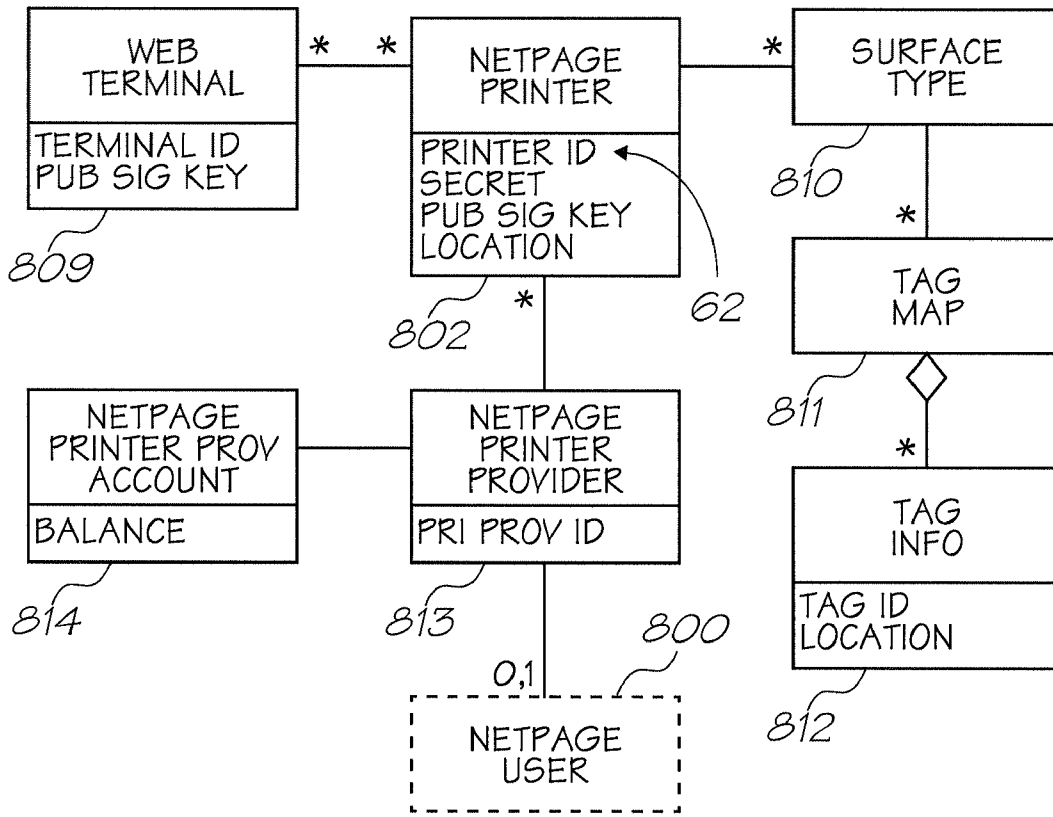 WEB
TERMINAL
TERMINAL ID
PUB SIG KEY
809
* *
NETPAGE
PRINTER
PRINTER ID
SECRET
PUB SIG KEY
LOCATION
802
62
*
*
SURFACE
TYPE
810
*
TAG
MAP
811
*
TAG
INFO
TAG ID
LOCATION
812
NETPAGE
PRINTER PROV
ACCOUNT
BALANCE
814
NETPAGE
PRINTER
PROVIDER
PRI PROV ID
813
0,1
800
NETPAGE
USER